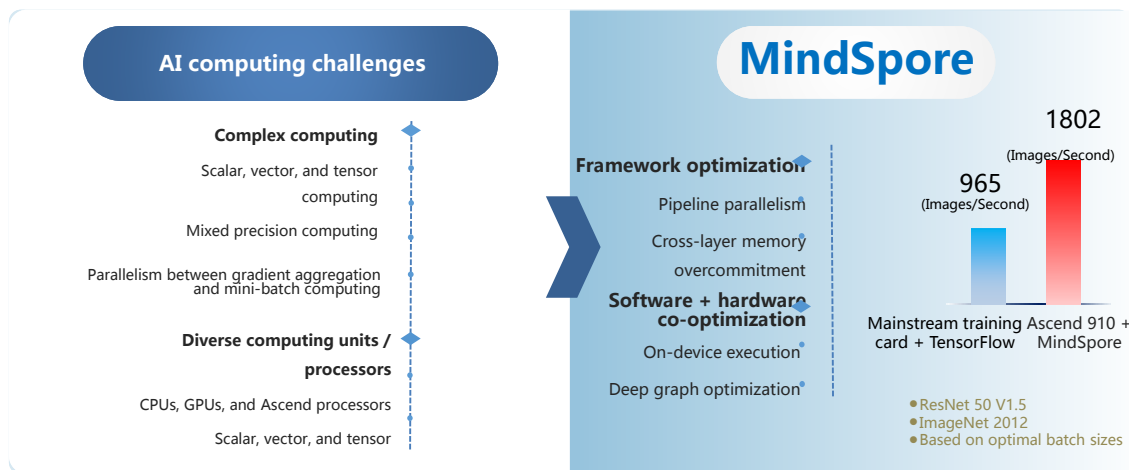 AI computing challenges
Complex computing
Scalar, vector, and tensor
computing
Mixed precision computing
Parallelism between gradient aggregation
and mini-batch computing
Diverse computing units /
processors
CPUs, GPUs, and Ascend processors
Scalar, vector, and tensor
MindSpore
Framework optimization
Pipeline parallelism
Cross-layer memory
overcommitment
Software + hardware
co-optimization
On-device execution
Deep graph optimization
1802
(Images/Second)
965
(Images/Second)
Mainstream training
card + TensorFlow
Ascend 910 +
MindSpore
ResNet 50 V1.5
ImageNet 2012
Based on optimal batch sizes